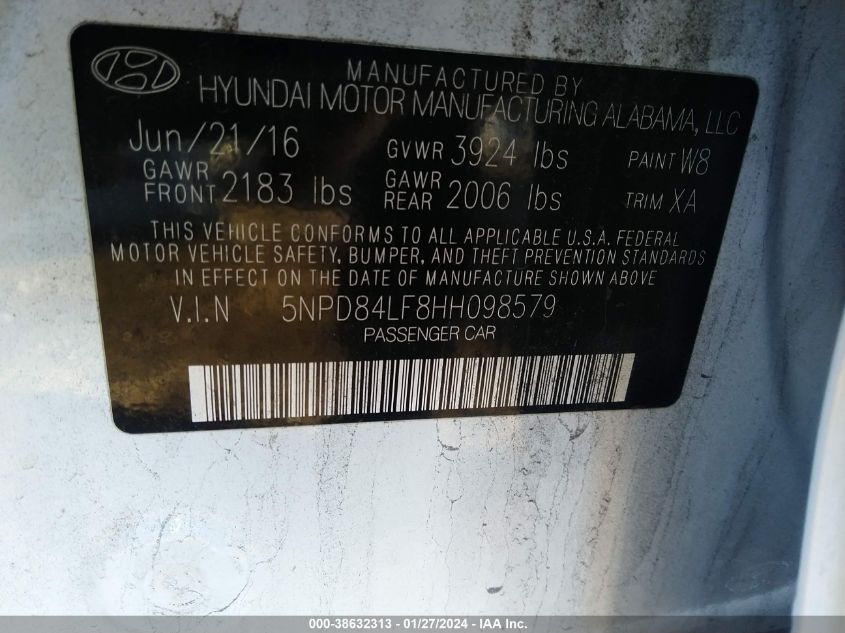 MANUFACTURED BY
HYUNDAI MOTOR MANUFACTURING ALABAMA, LLC
Jun/21/16 GVWR 3924 lbs PAINT W8
GAWR FRONT 2183 lbs GAWR REAR 2006 lbs TRIM XA
THIS VEHICLE CONFORMS TO ALL APPLICABLE U.S.A. FEDERAL
MOTOR VEHICLE SAFETY, BUMPER, AND THEFT PREVENTION STANDARDS
IN EFFECT ON THE DATE OF MANUFACTURE SHOWN ABOVE
V.I.N 5NPD84LF8HH098579
PASSENGER CAR
000-38632313 - 01/27/2024 - IAA Inc.